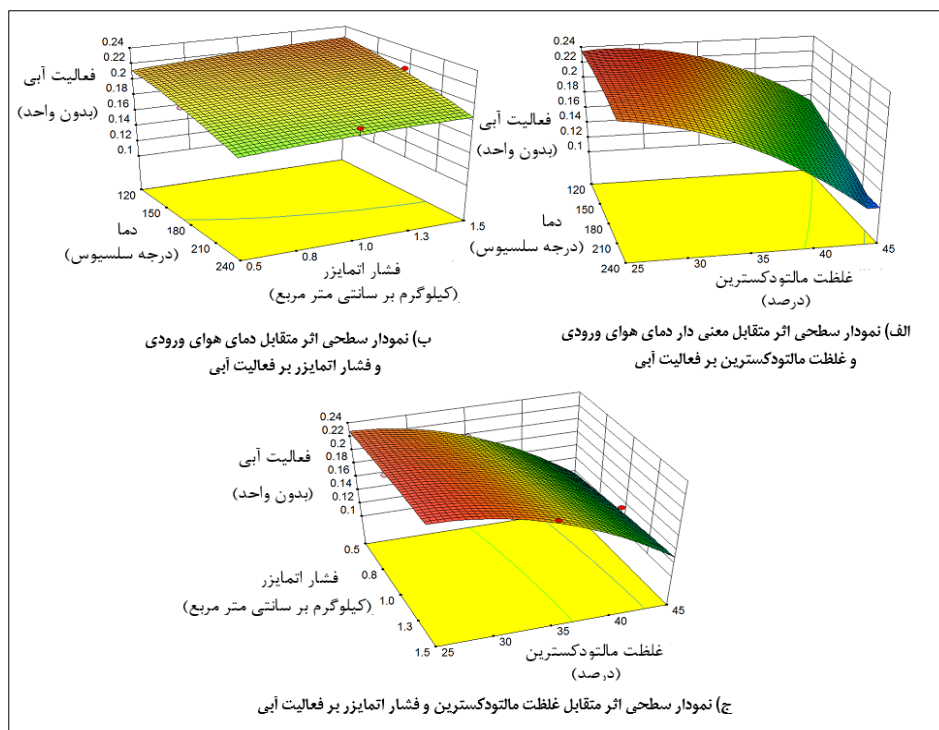 0.24
0.22
0.2
0.18
0.16
0.14
0.12
0.1
فعالیت آبی
(بدون واحد)
120
150
180
210
240
دما
(درجه سلسیوس)
0.5
0.8
1.0
1.3
1.5
فشار اتمایزر
(کیلوگرم بر سانتی متر مربع)
ب) نمودار سطحی اثر متقابل دمای هوای ورودی
و فشار اتمایزر بر فعالیت آبی
0.24
0.22
0.2
0.18
0.16
0.14
0.12
0.1
فعالیت آبی
(بدون واحد)
120
150
180
210
240
دما
(درجه سلسیوس)
25
30
35
40
45
غلظت مالتودکسترین
(درصد)
الف) نمودار سطحی اثر متقابل معنی دار دمای هوای ورودی
و غلظت مالتودکسترین بر فعالیت آبی
0.24
0.22
0.2
0.18
0.16
0.14
0.12
0.1
فعالیت آبی
(بدون واحد)
0.5
0.8
1.0
1.3
1.5
فشار اتمایزر
(کیلوگرم بر سانتی متر مربع)
25
30
35
40
45
غلظت مالتودکسترین
(درصد)
ج) نمودار سطحی اثر متقابل غلظت مالتودکسترین و فشار اتمایزر بر فعالیت آبی